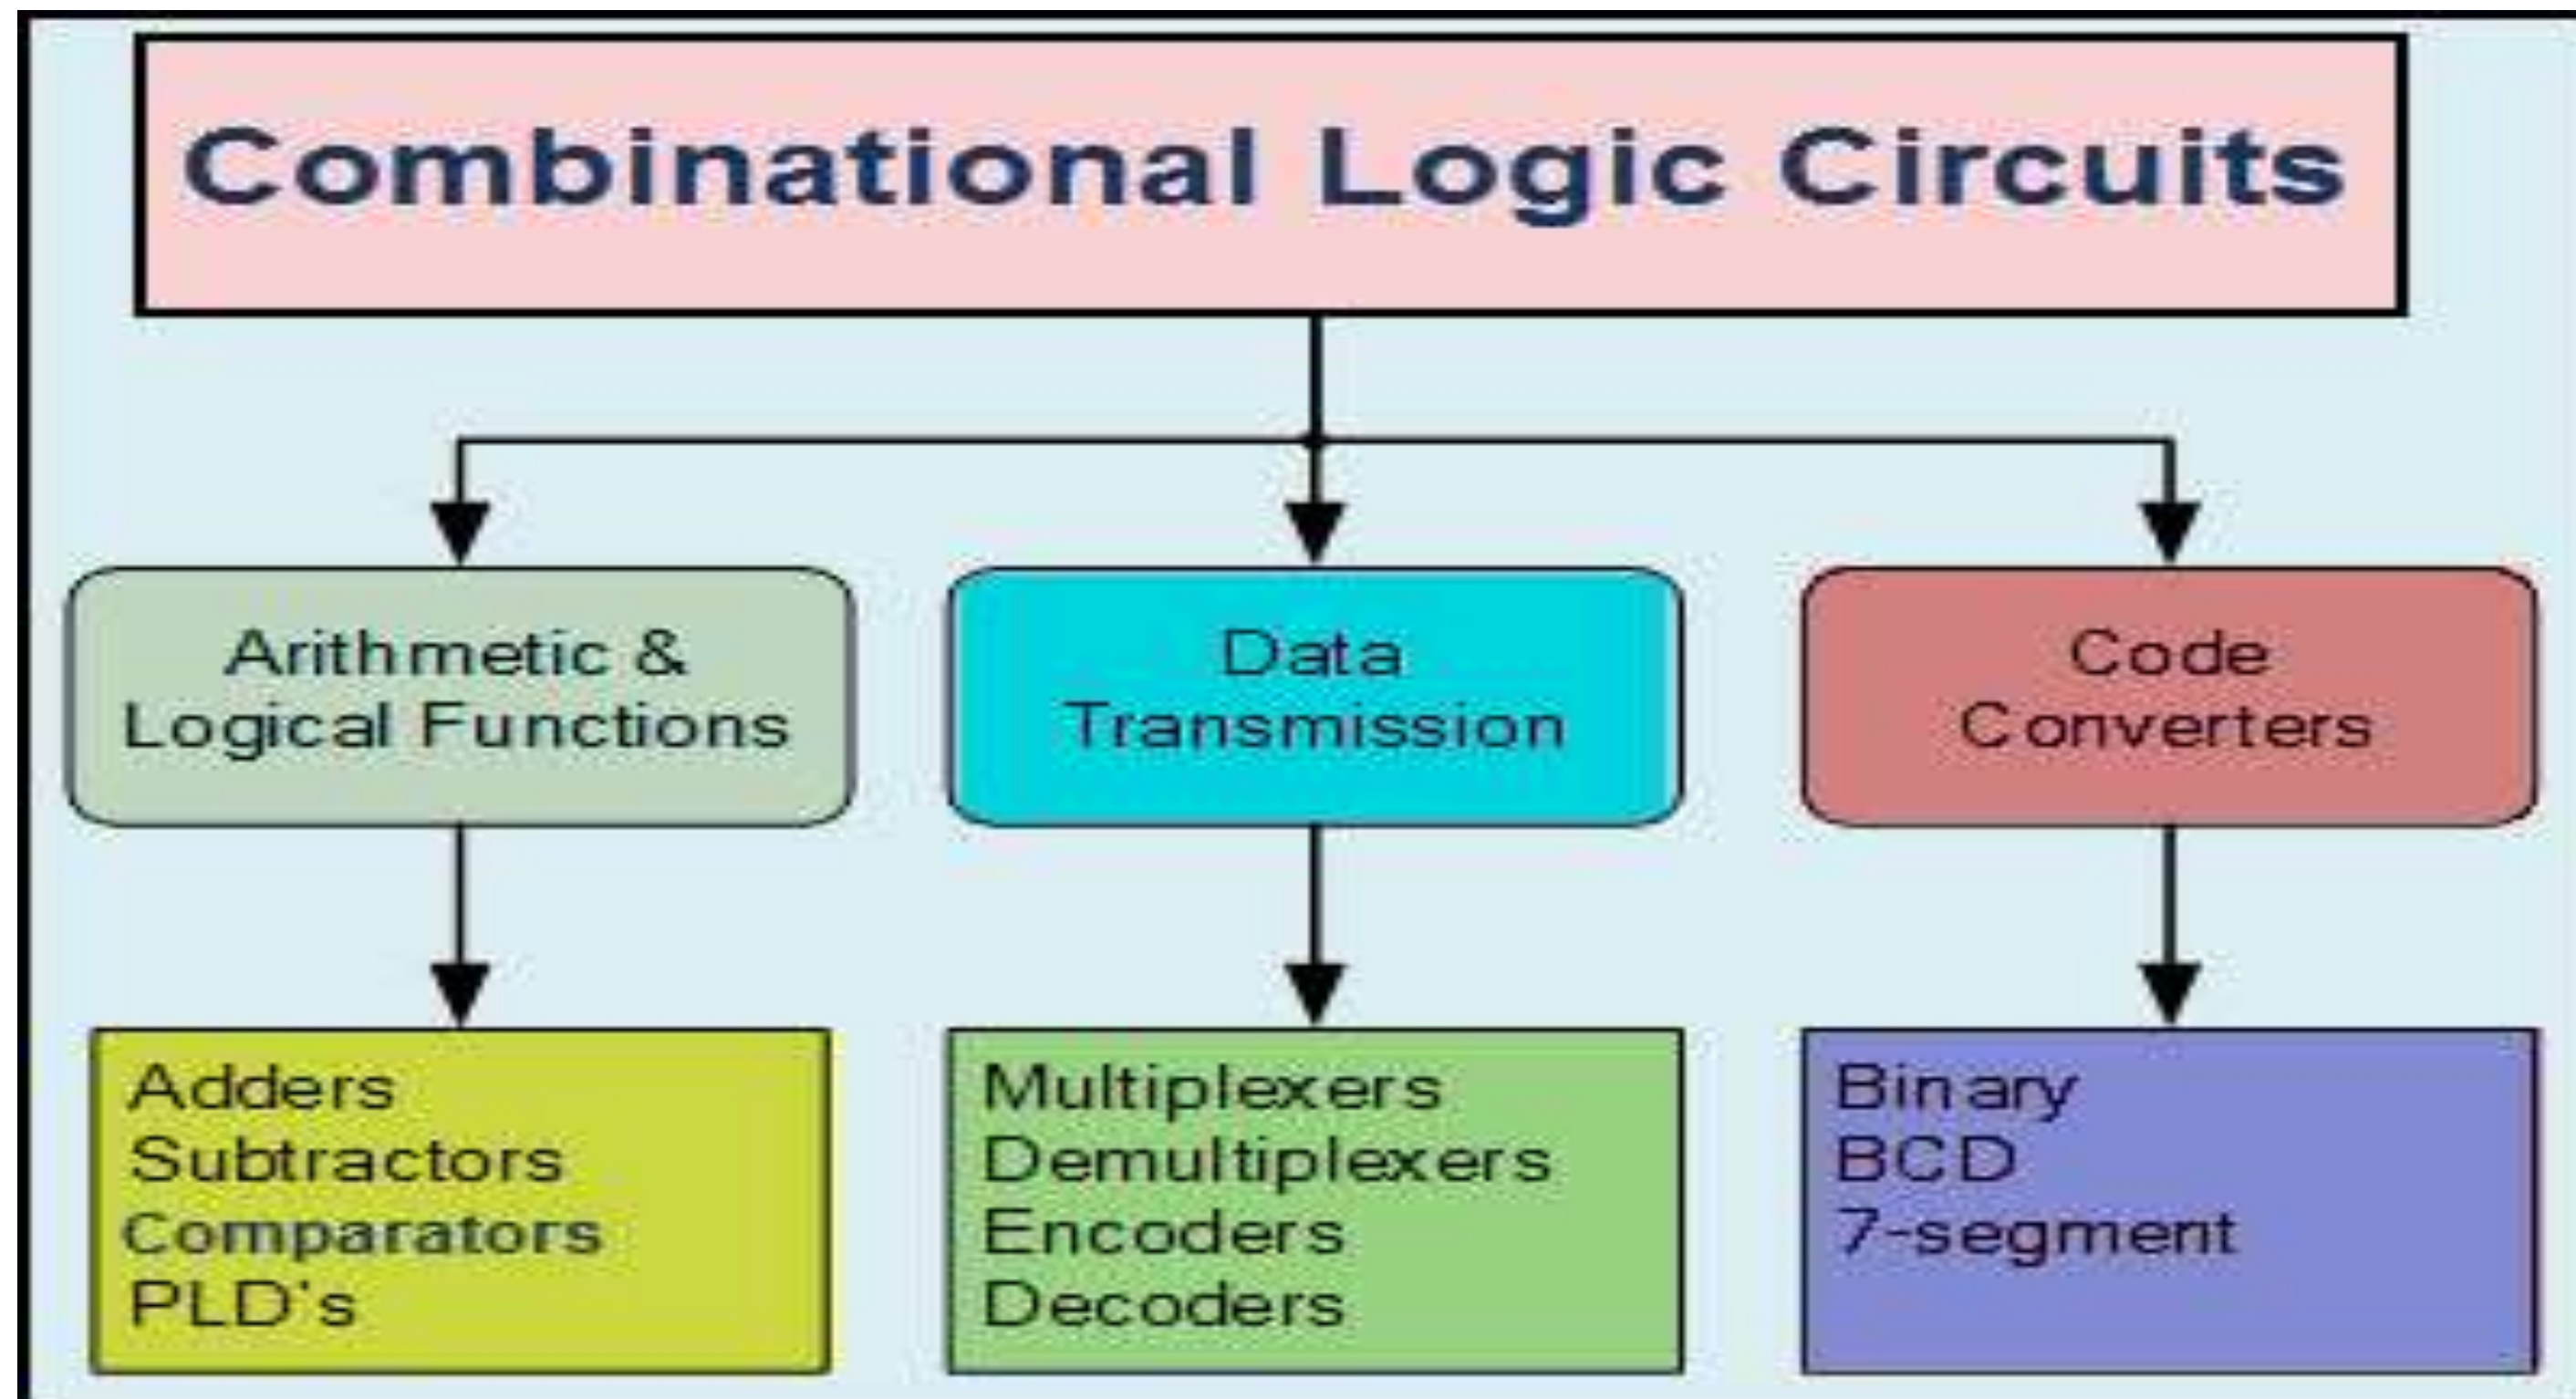 Combinational Logic Circuits
Arithmetic &
Logical Functions
Data
Transmission
Code
Converters
Adders
Subtractors
Comparators
PLD's
Multiplexers
Demultiplexers
Encoders
Decoders
Binary
BCD
7-segment